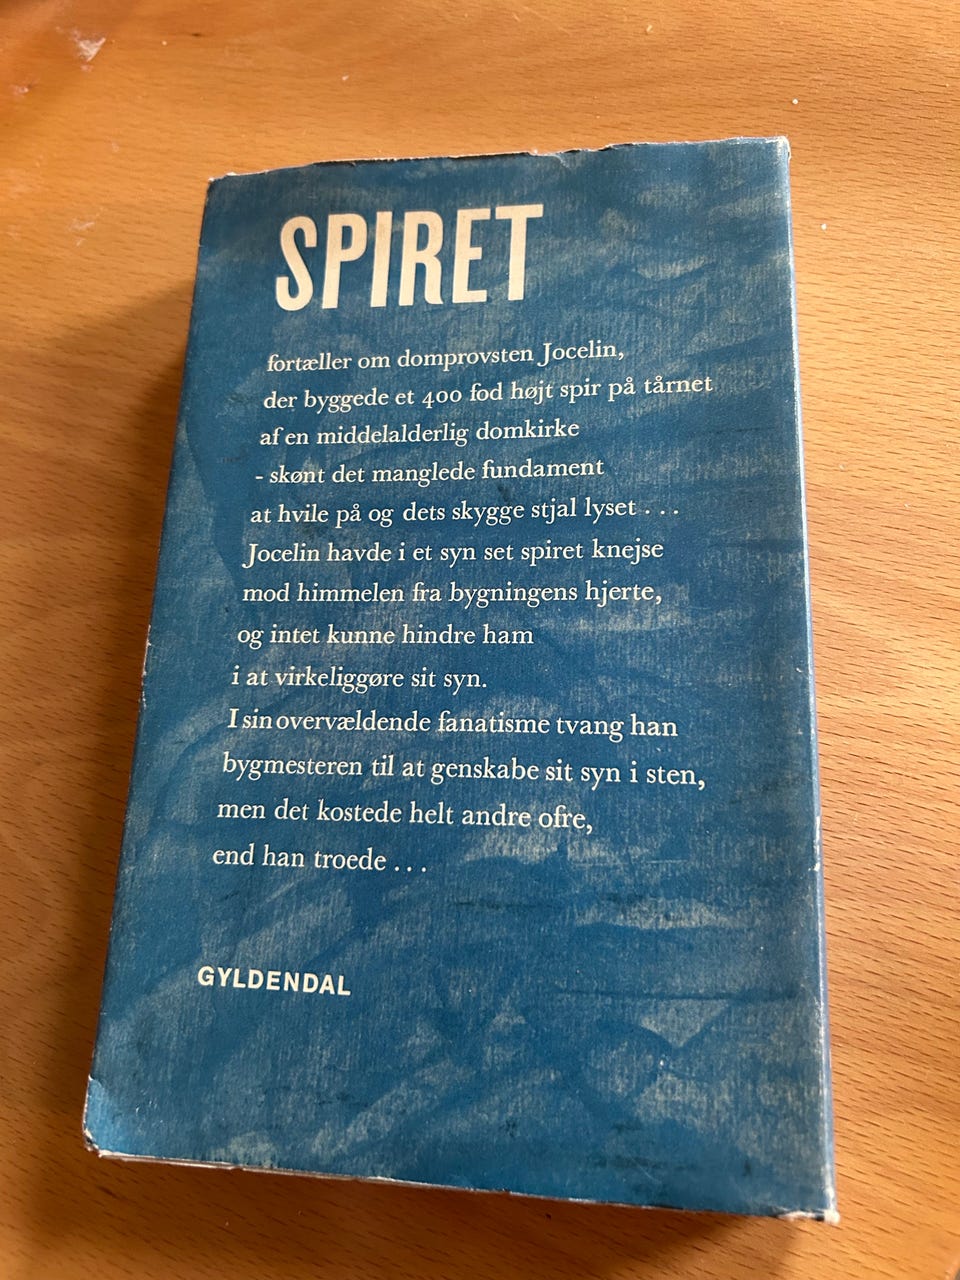 SPIRET
fortæller om domprovsten Jocelin,
der byggede et 400 fod højt spir på tårnet
af en middelalderlig domkirke
- skønt det manglede fundament
at hvile på og dets skygge stjal lyset . . .
Jocelin havde i et syn set spiret knejse
mod himmelen fra bygningens hjerte,
og intet kunne hindre ham
i at virkeliggøre sit syn.
I sin overvældende fanatisme tvang han
bygmesteren til at genskabe sit syn i sten,
men det kostede helt andre ofre,
end han troede . . .
GYLDENDAL